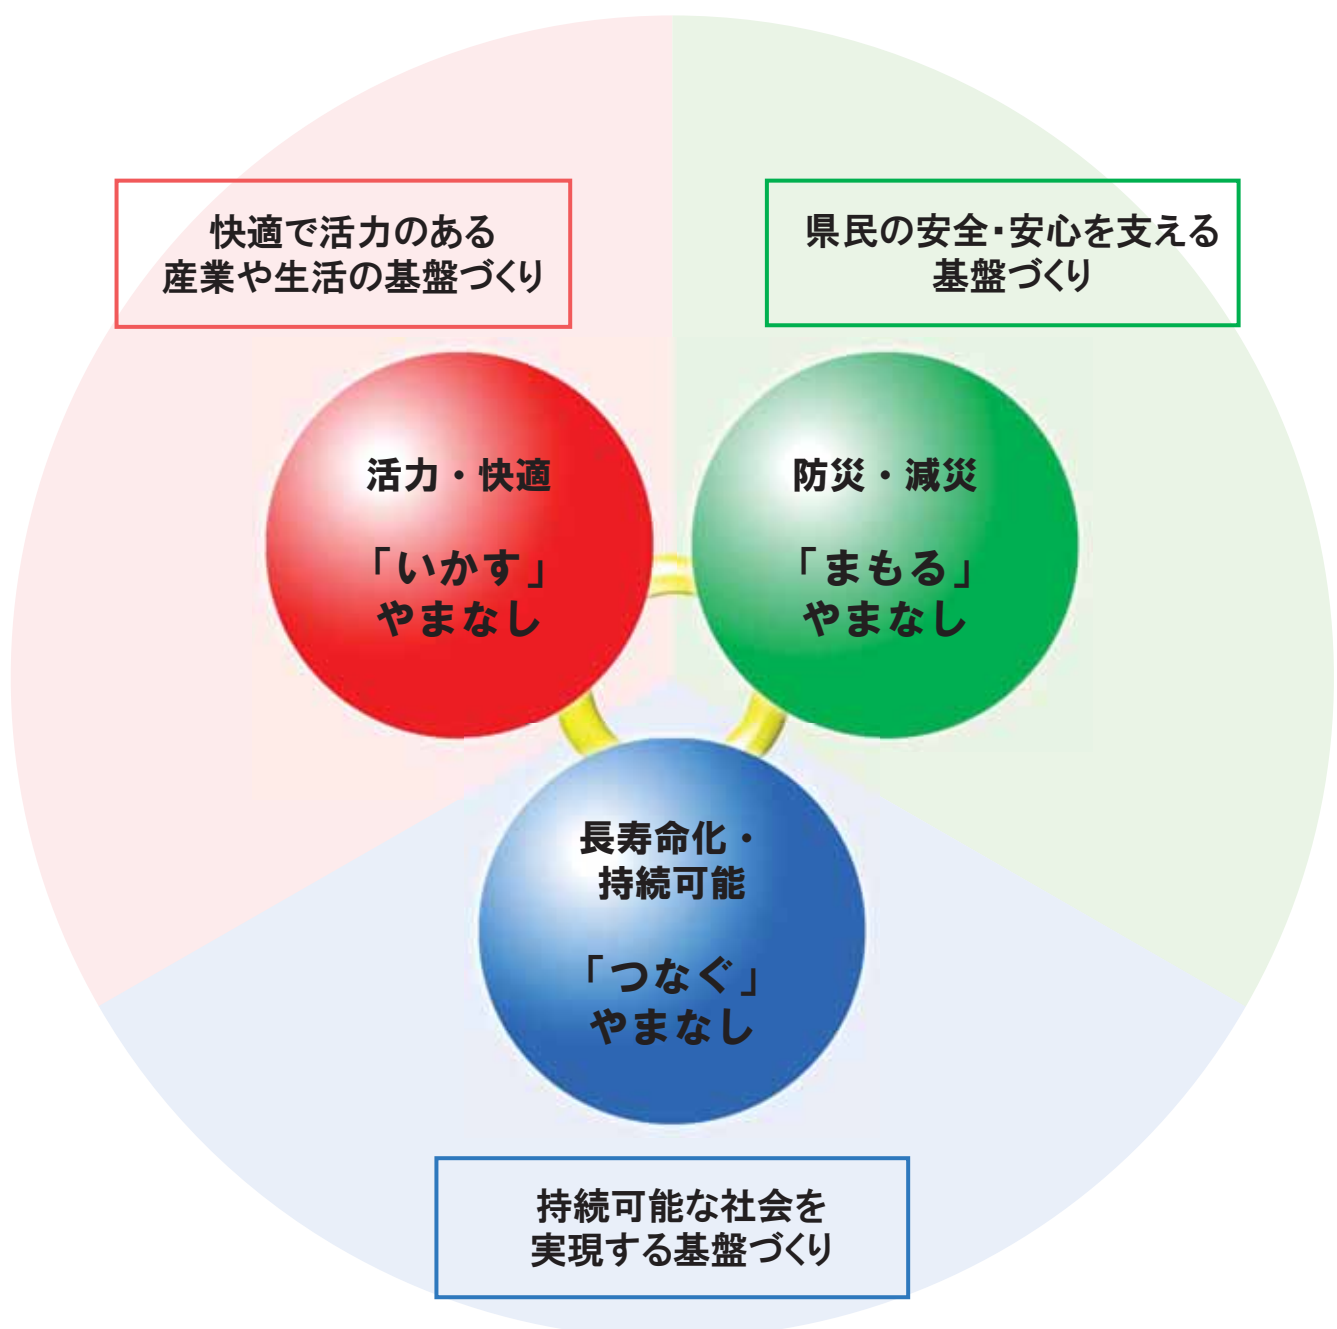 快適で活力のある
産業や生活の基盤づくり
県民の安全・安心を支える
基盤づくり
活力・快適
「いかす」
やまなし
防災・減災
「まもる」
やまなし
長寿命化・
持続可能
「つなぐ」
やまなし
持続可能な社会を
実現する基盤づくり